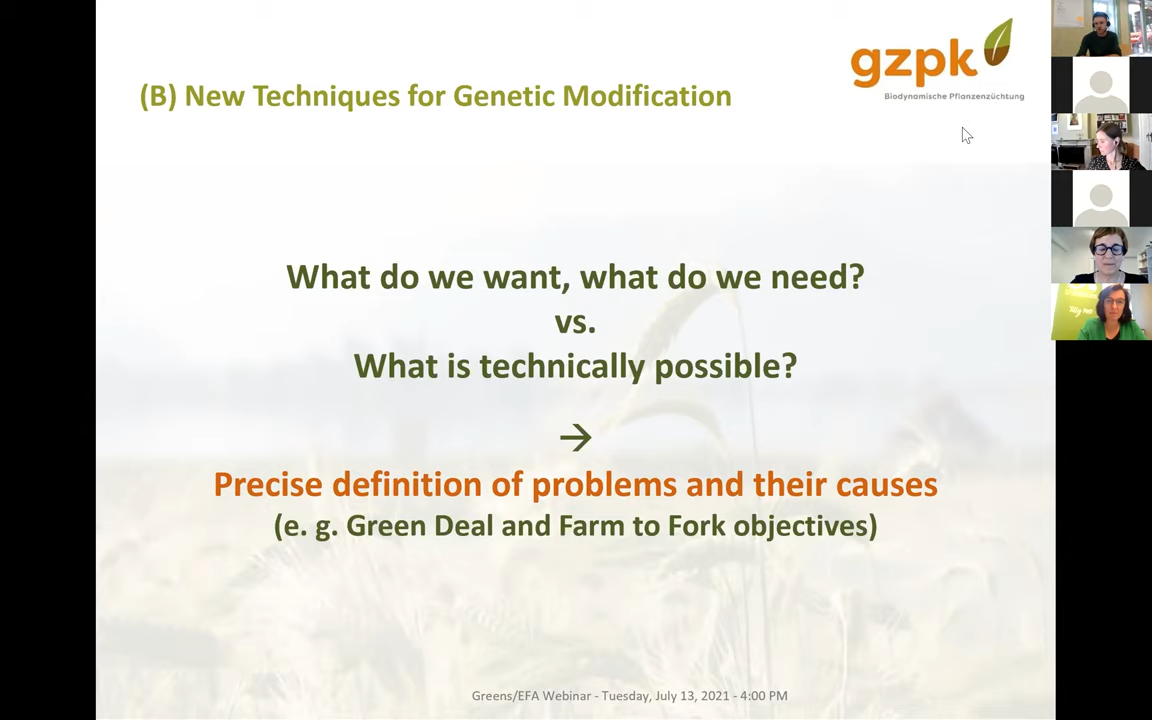 gzpk
Biodynamische Pflanzenzüchtung
(B) New Techniques for Genetic Modification
What do we want, what do we need?
vs.
What is technically possible?
→
Precise definition of problems and their causes
(e. g. Green Deal and Farm to Fork objectives)
Greens/EFA Webinar - Tuesday, July 13, 2021 - 4:00 PM